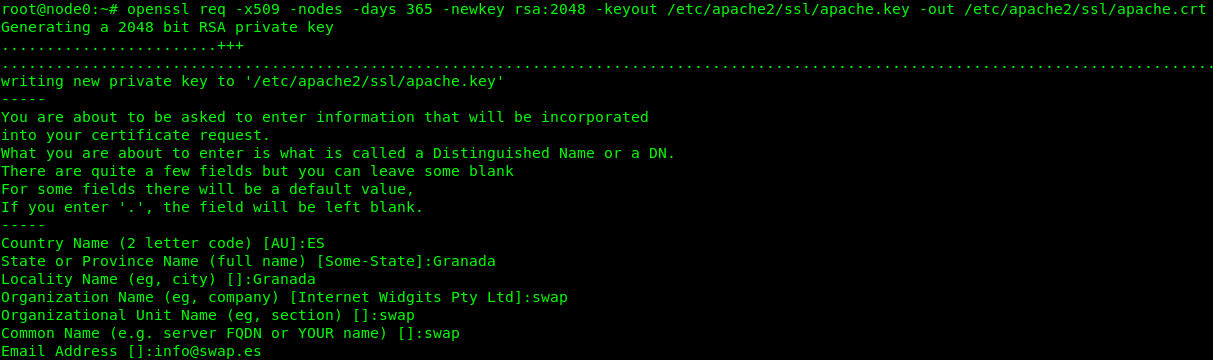 root@node0:~# openssl req -x509 -nodes -days 365 -newkey rsa:2048 -keyout /etc/apache2/ssl/apache.key -out /etc/apache2/ssl/apache.crt
Generating a 2048 bit RSA private key
........................+++
.......................................................................................................................................
writing new private key to '/etc/apache2/ssl/apache.key'
-----
You are about to be asked to enter information that will be incorporated
into your certificate request.
What you are about to enter is what is called a Distinguished Name or a DN.
There are quite a few fields but you can leave some blank
For some fields there will be a default value,
If you enter '.', the field will be left blank.
-----
Country Name (2 letter code) [AU]:ES
State or Province Name (full name) [Some-State]:Granada
Locality Name (eg, city) []:Granada
Organization Name (eg, company) [Internet Widgits Pty Ltd]:swap
Organizational Unit Name (eg, section) []:swap
Common Name (e.g. server FQDN or YOUR name) []:swap
Email Address []:info@swap.es